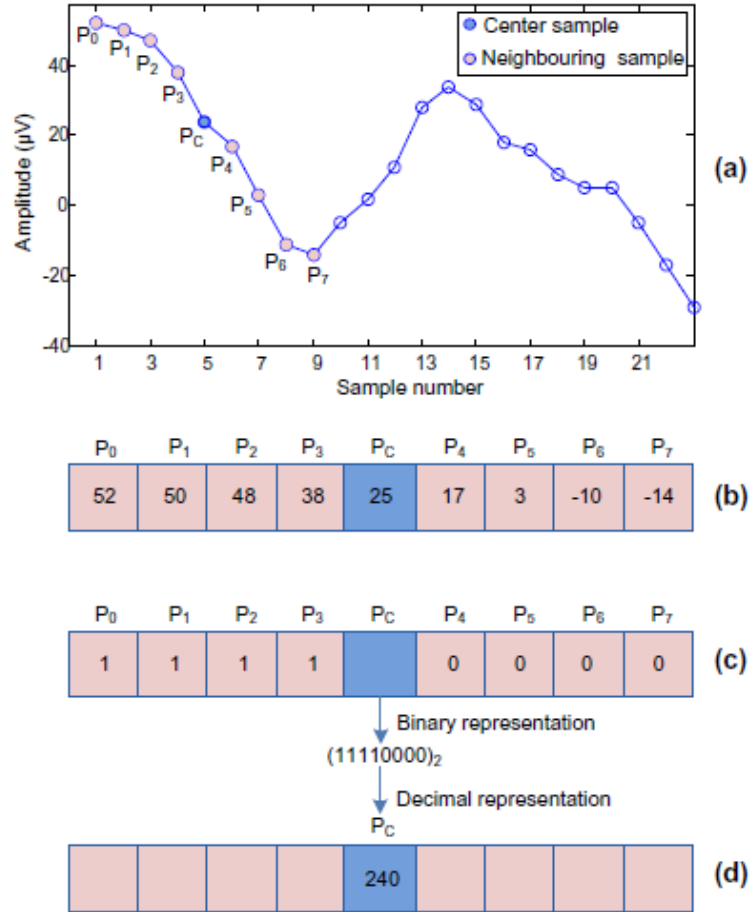 Center sample
Neighbouring sample
P0
P1
P2
P3
PC
P4
P5
P6
P7
40
20
0
-20
-40
Amplitude (µV)
1 3 5 7 9 11 13 15 17 19 21
Sample number
(a)
P0 P1 P2 P3 PC P4 P5 P6 P7
52 50 48 38 25 17 3 -10 -14
(b)
P0 P1 P2 P3 PC P4 P5 P6 P7
1 1 1 1 0 0 0 0
(c)
Binary representation
(11110000)2
Decimal representation
PC
240
(d)